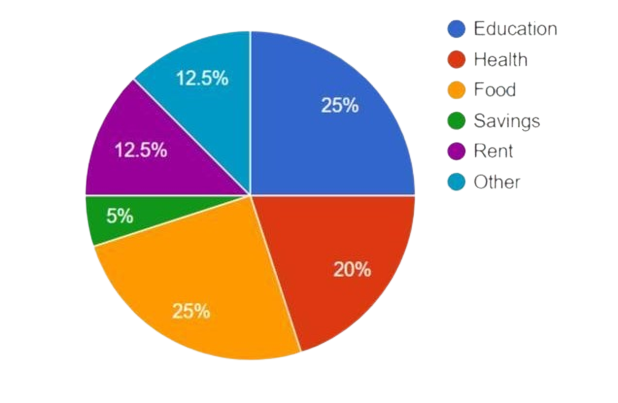 Education
Health
Food
Savings
Rent
Other
12.5%
25%
12.5%
5%
20%
25%